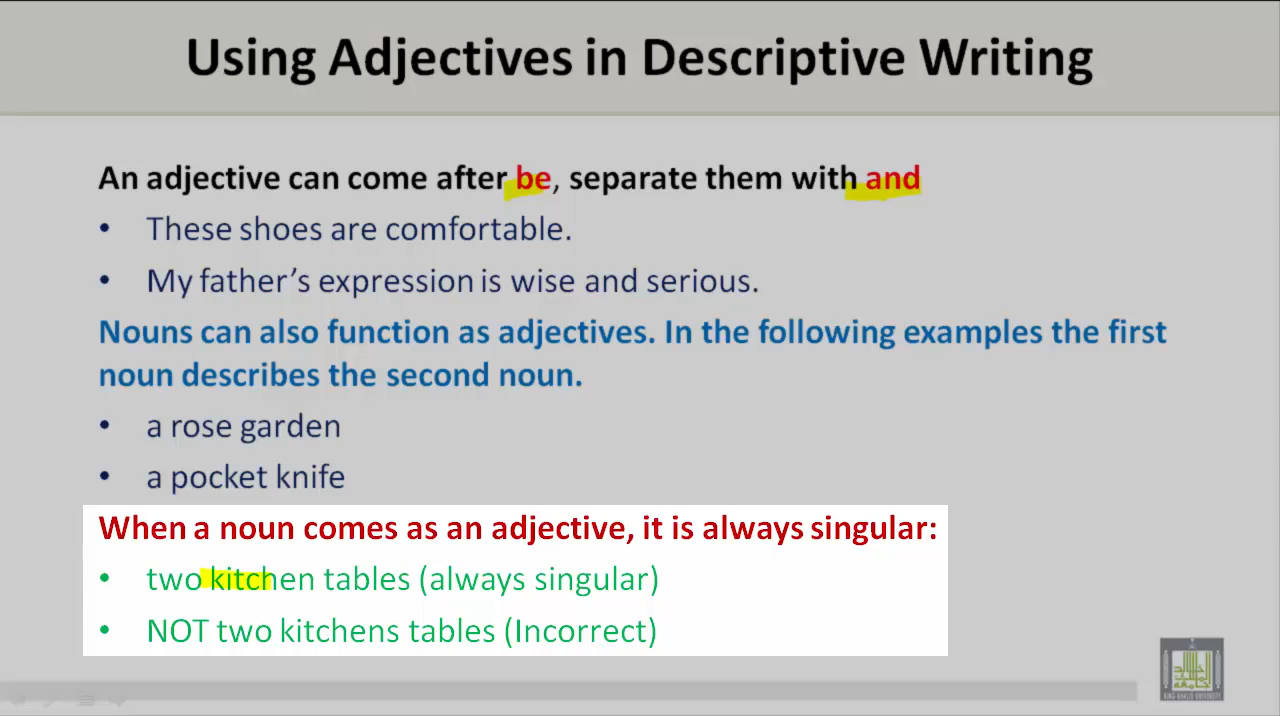 Using Adjectives in Descriptive Writing
An adjective can come after be, separate them with and
• These shoes are comfortable.
• My father’s expression is wise and serious.
Nouns can also function as adjectives. In the following examples the first
noun describes the second noun.
• a rose garden
• a pocket knife
When a noun comes as an adjective, it is always singular:
• two kitchen tables (always singular)
• NOT two kitchens tables (Incorrect)
KING KHALID UNIVERSITY